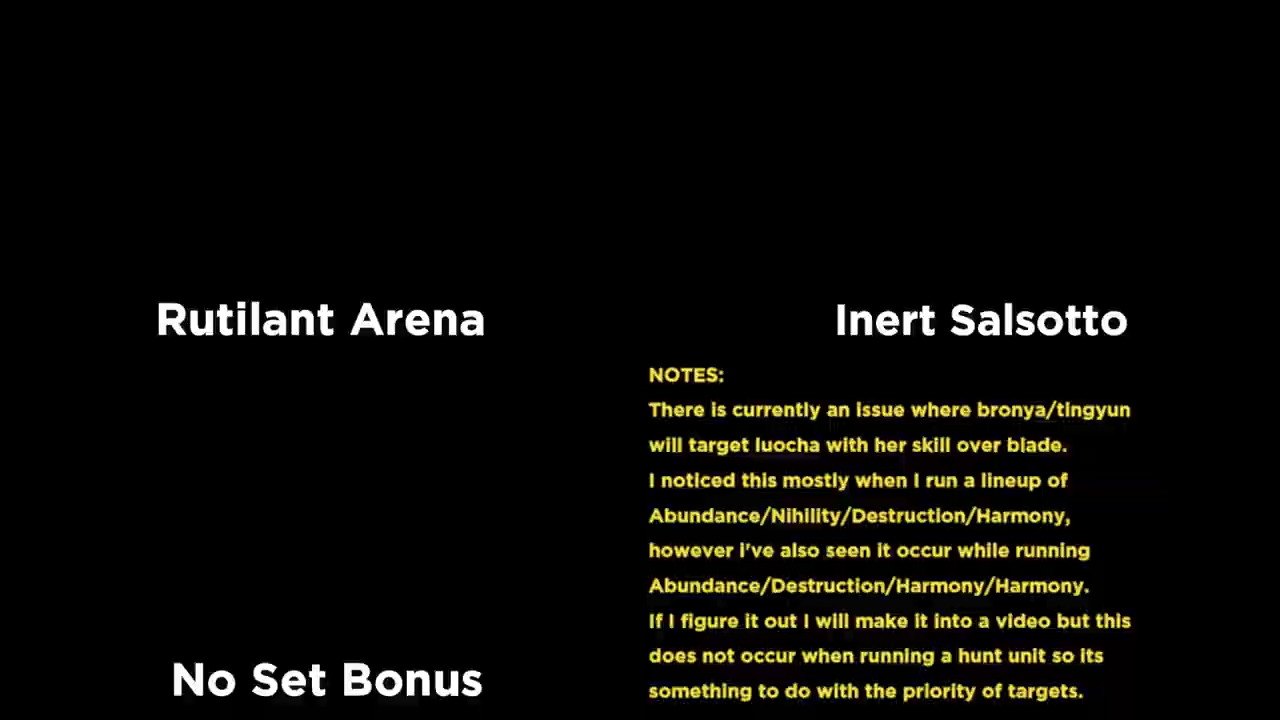 Rutilant Arena
Inert Salsotto
NOTES:
There is currently an issue where bronya/tingyun
will target luocha with her skill over blade.
I noticed this mostly when I run a lineup of
Abundance/Nihility/Destruction/Harmony,
however i've also seen it occur while running
Abundance/Destruction/Harmony/Harmony.
If I figure it out I will make it into a video but this
does not occur when running a hunt unit so its
something to do with the priority of targets.
No Set Bonus